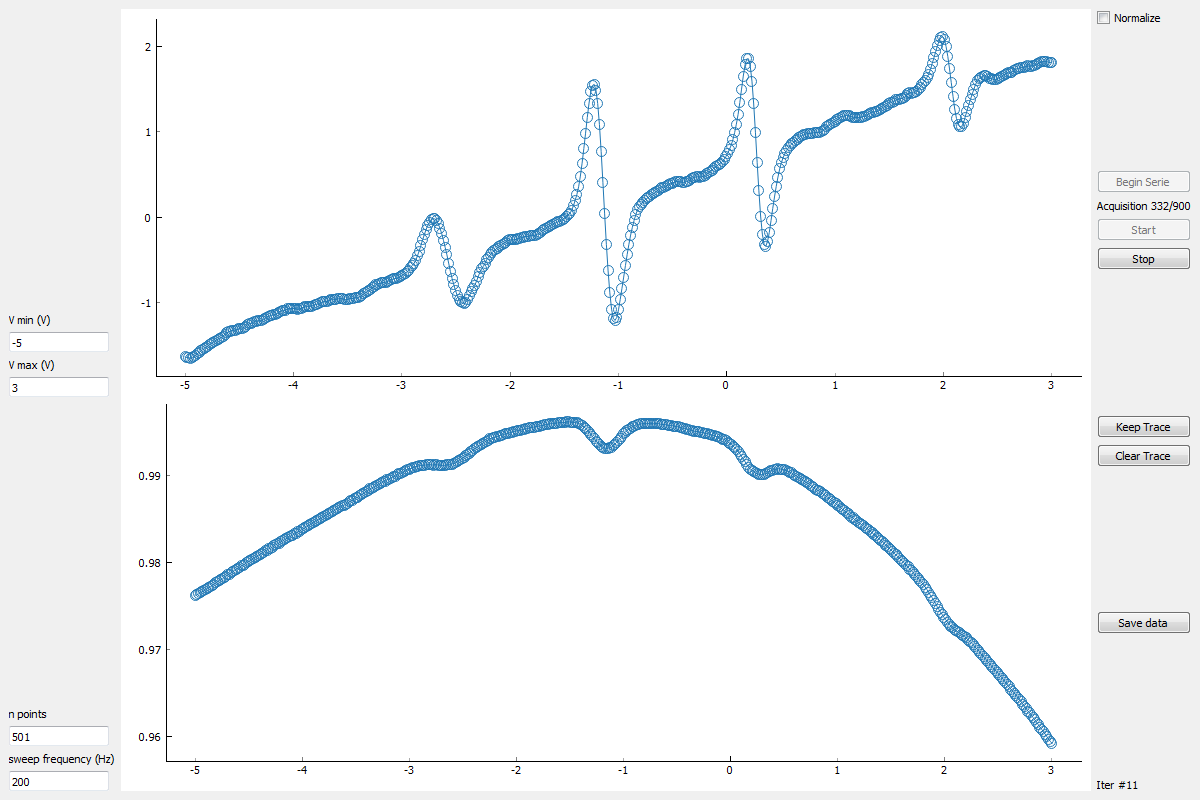 Normalize
2
1
0
-1
-5
-4
-3
-2
-1
0
1
2
3
Begin Serie
Acquisition 332/900
Start
Stop
V min (V)
-5
V max (V)
3
0.99
0.98
0.97
0.96
-5
-4
-3
-2
-1
0
1
2
3
Keep Trace
Clear Trace
Save data
n points
501
sweep frequency (Hz)
200
Iter #11